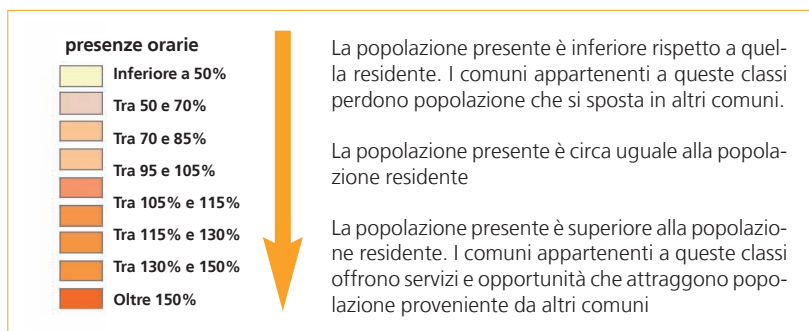 presenze orarie
Inferiore a 50%
Tra 50 e 70%
Tra 70 e 85%
Tra 95 e 105%
Tra 105% e 115%
Tra 115% e 130%
Tra 130% e 150%
Oltre 150%
La popolazione presente è inferiore rispetto a quel-
la residente. I comuni appartenenti a queste classi
perdono popolazione che si sposta in altri comuni.
La popolazione presente è circa uguale alla popola-
zione residente
La popolazione presente è superiore alla popolazio-
ne residente. I comuni appartenenti a queste classi
offrono servizi e opportunità che attraggono popo-
lazione proveniente da altri comuni